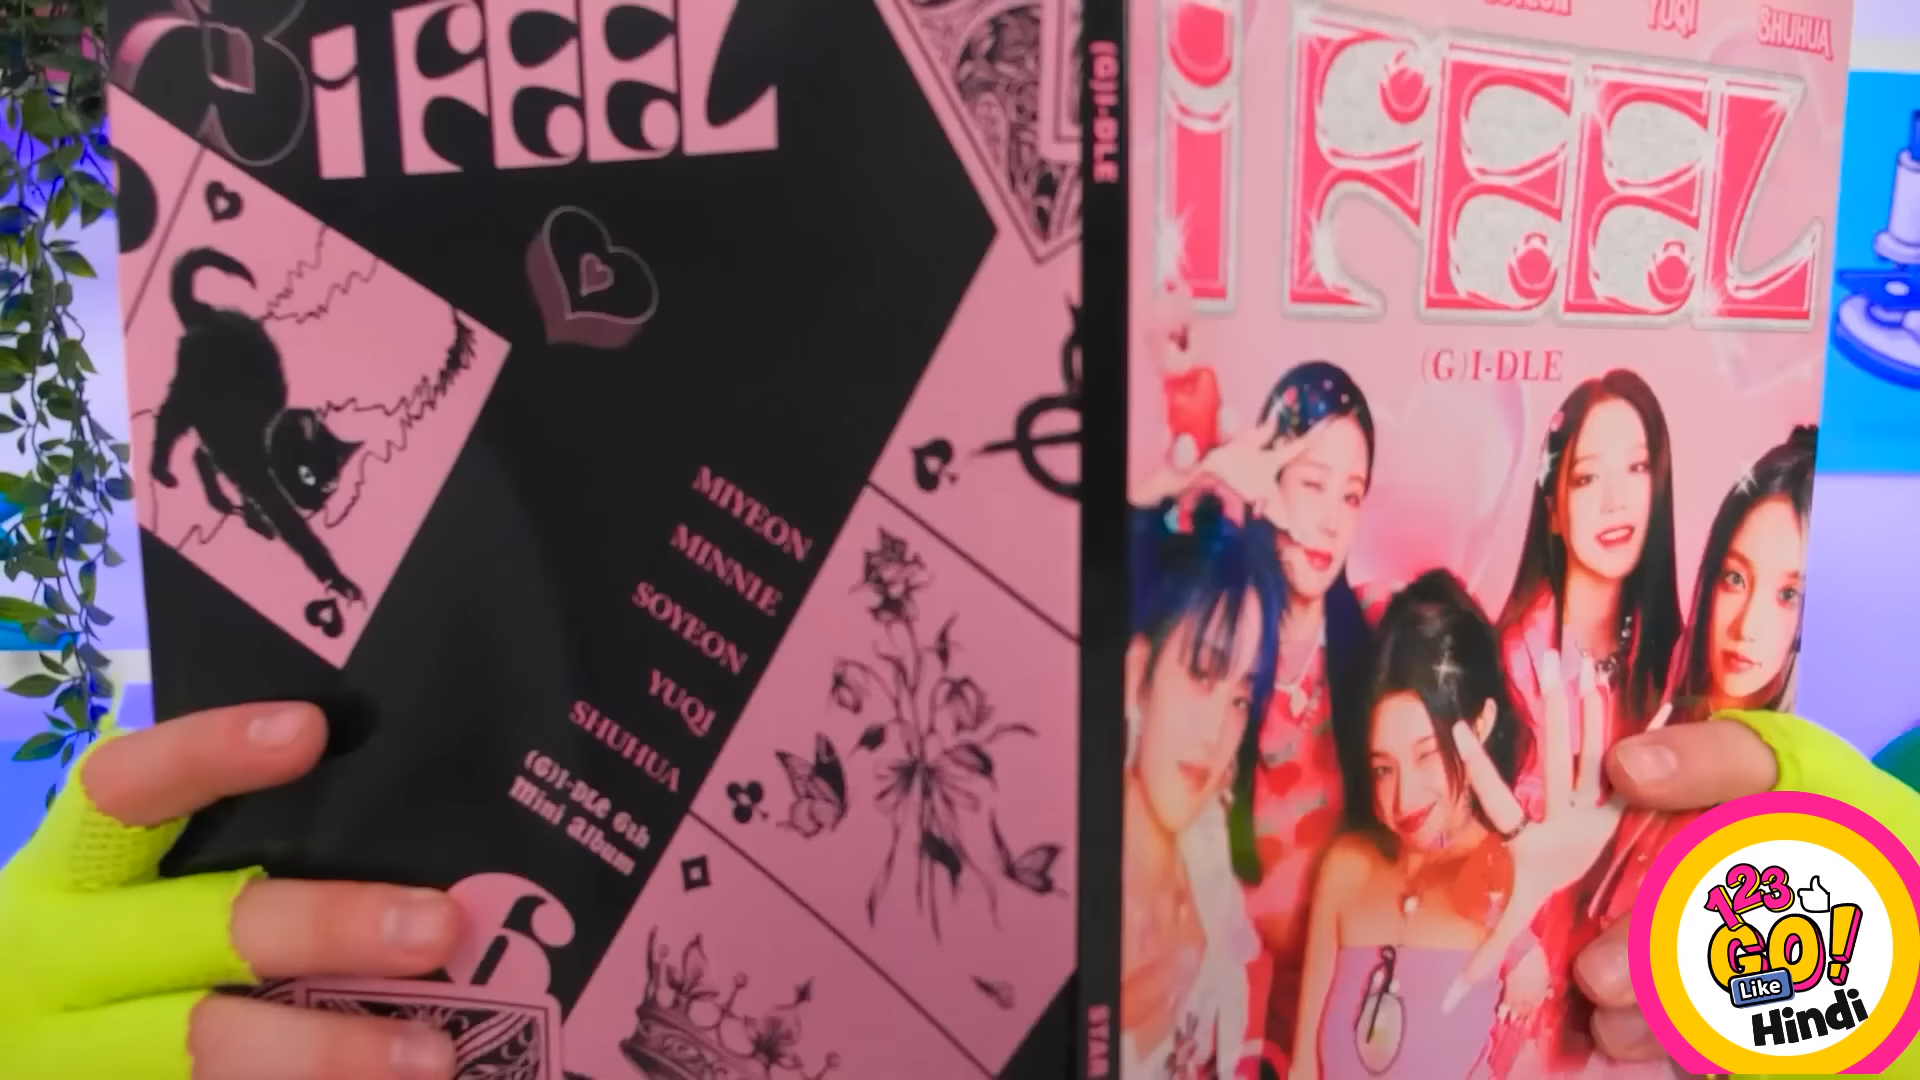 i FEEL
MIYEON
MINNIE
SOYEON
YUQI
SHUHUA
(G)I-DLE 6th
Mini Album
(G)I-DLE
STAR
YUQI
SHUHUA
i FEEL
(G)I-DLE
123
GO!
Like
Hindi